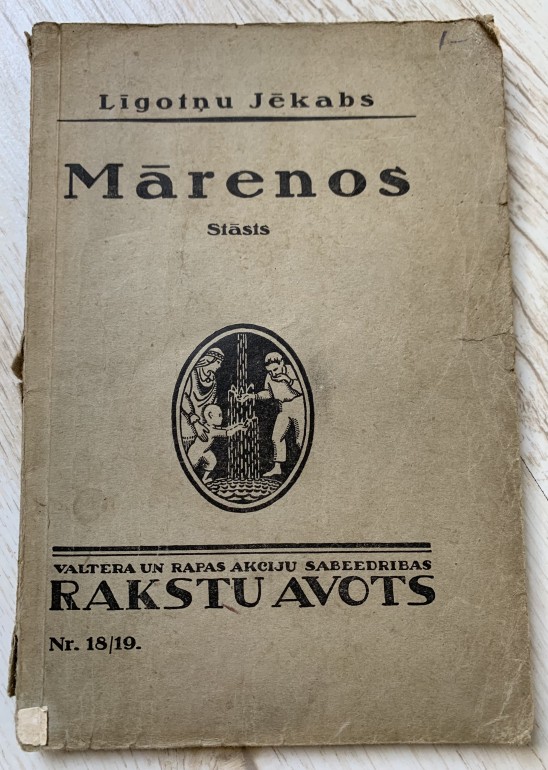 Līgotņu Jēkabs
Mārenos
Stāsts
VALTERA UN RAPAS AKCIJU SABEEDRIBAS
RAKSTU AVOTS
Nr. 18/19.